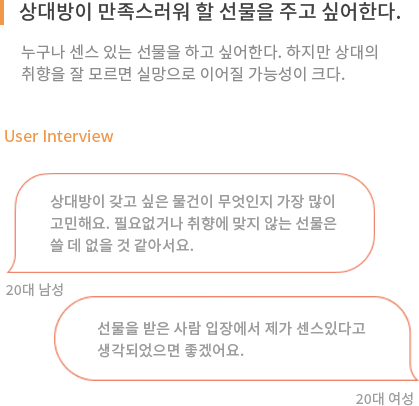 상대방이 만족스러워 할 선물을 주고 싶어한다.
누구나 센스 있는 선물을 하고 싶어한다. 하지만 상대의
취향을 잘 모르면 실망으로 이어질 가능성이 크다.
User Interview
상대방이 갖고 싶은 물건이 무엇인지 가장 많이
고민해요. 필요없거나 취향에 맞지 않는 선물은
쓸 데 없을 것 같아서요.
20대 남성
선물을 받은 사람 입장에서 제가 센스있다고
생각되었으면 좋겠어요.
20대 여성